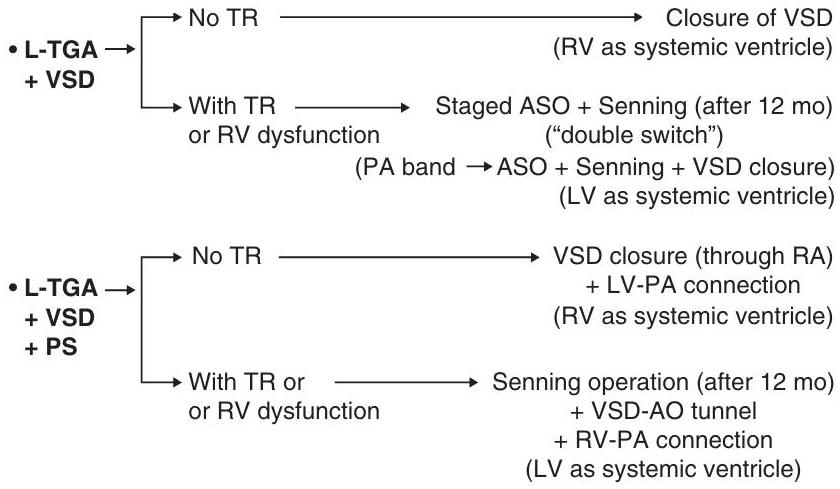 No TR → Closure of VSD
(RV as systemic ventricle)
• L-TGA →
+ VSD
With TR → Staged ASO + Senning (after 12 mo)
or RV dysfunction (“double switch”)
(PA band → ASO + Senning + VSD closure)
(LV as systemic ventricle)
No TR → VSD closure (through RA)
+ LV-PA connection
• L-TGA →
+ VSD (RV as systemic ventricle)
+ PS
With TR or → Senning operation (after 12 mo)
or RV dysfunction + VSD-AO tunnel
+ RV-PA connection
(LV as systemic ventricle)